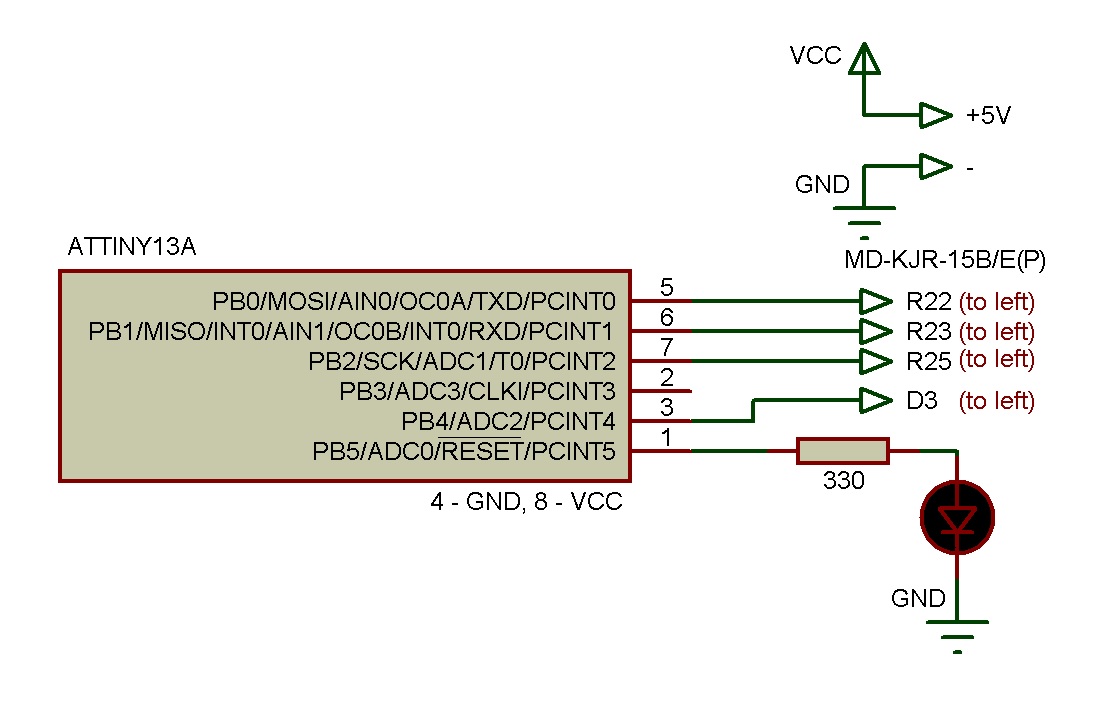 VCC
+5V
-
GND
ATTINY13A
MD-KJR-15B/E(P)
PB0/MOSI/AIN0/OC0A/TXD/PCINT0 5 R22 (to left)
PB1/MISO/INT0/AIN1/OC0B/INT0/RXD/PCINT1 6 R23 (to left)
PB2/SCK/ADC1/T0/PCINT2 7 R25 (to left)
PB3/ADC3/CLKI/PCINT3 2
PB4/ADC2/PCINT4 3 D3 (to left)
PB5/ADC0/RESET/PCINT5 1
330
4 - GND, 8 - VCC
GND